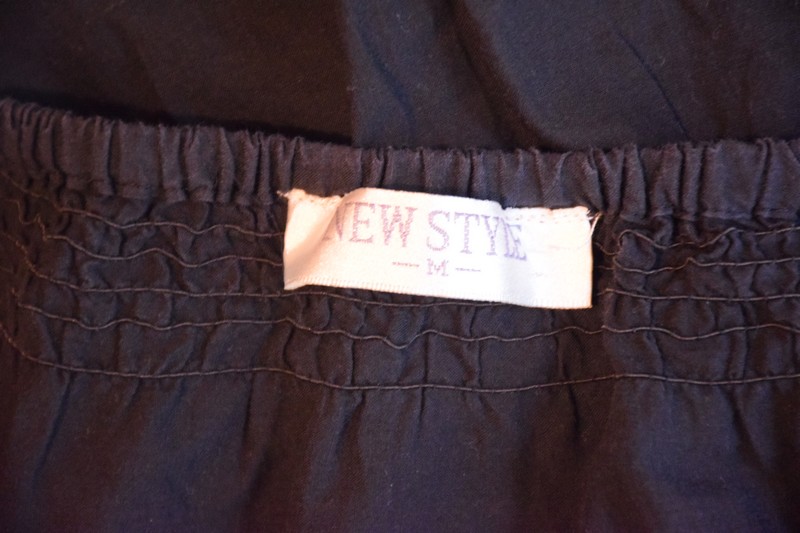 NEW STYLE
— M —